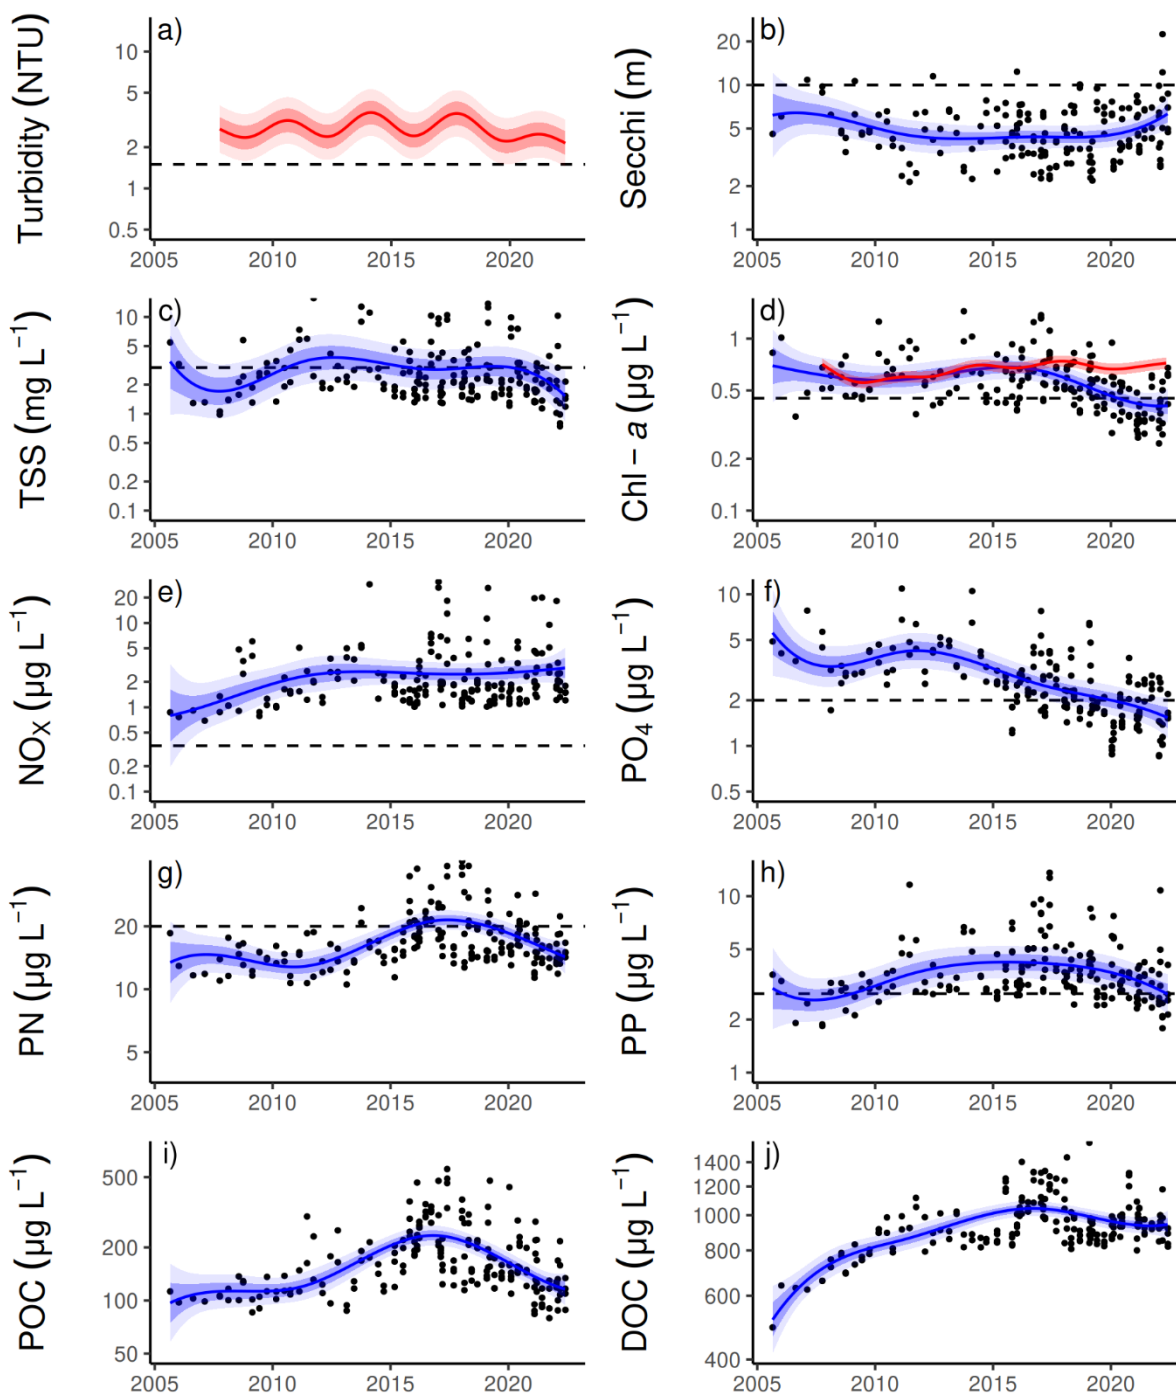 a)
Turbidity (NTU)
10
5
2
1
0.5
2005 2010 2015 2020
b)
Secchi (m)
20
10
5
2
1
2005 2010 2015 2020
c)
TSS (mg L⁻¹)
10
5
2
1
0.5
0.2
0.1
2005 2010 2015 2020
d)
Chl − a (µg L⁻¹)
1
0.5
0.2
0.1
2005 2010 2015 2020
e)
NOX (µg L⁻¹)
20
10
5
2
1
0.5
0.2
0.1
2005 2010 2015 2020
f)
PO₄ (µg L⁻¹)
10
5
2
1
0.5
2005 2010 2015 2020
g)
PN (µg L⁻¹)
20
10
5
2005 2010 2015 2020
h)
PP (µg L⁻¹)
10
5
2
1
2005 2010 2015 2020
i)
POC (µg L⁻¹)
500
200
100
50
2005 2010 2015 2020
j)
DOC (µg L⁻¹)
1400
1200
1000
800
600
400
2005 2010 2015 2020